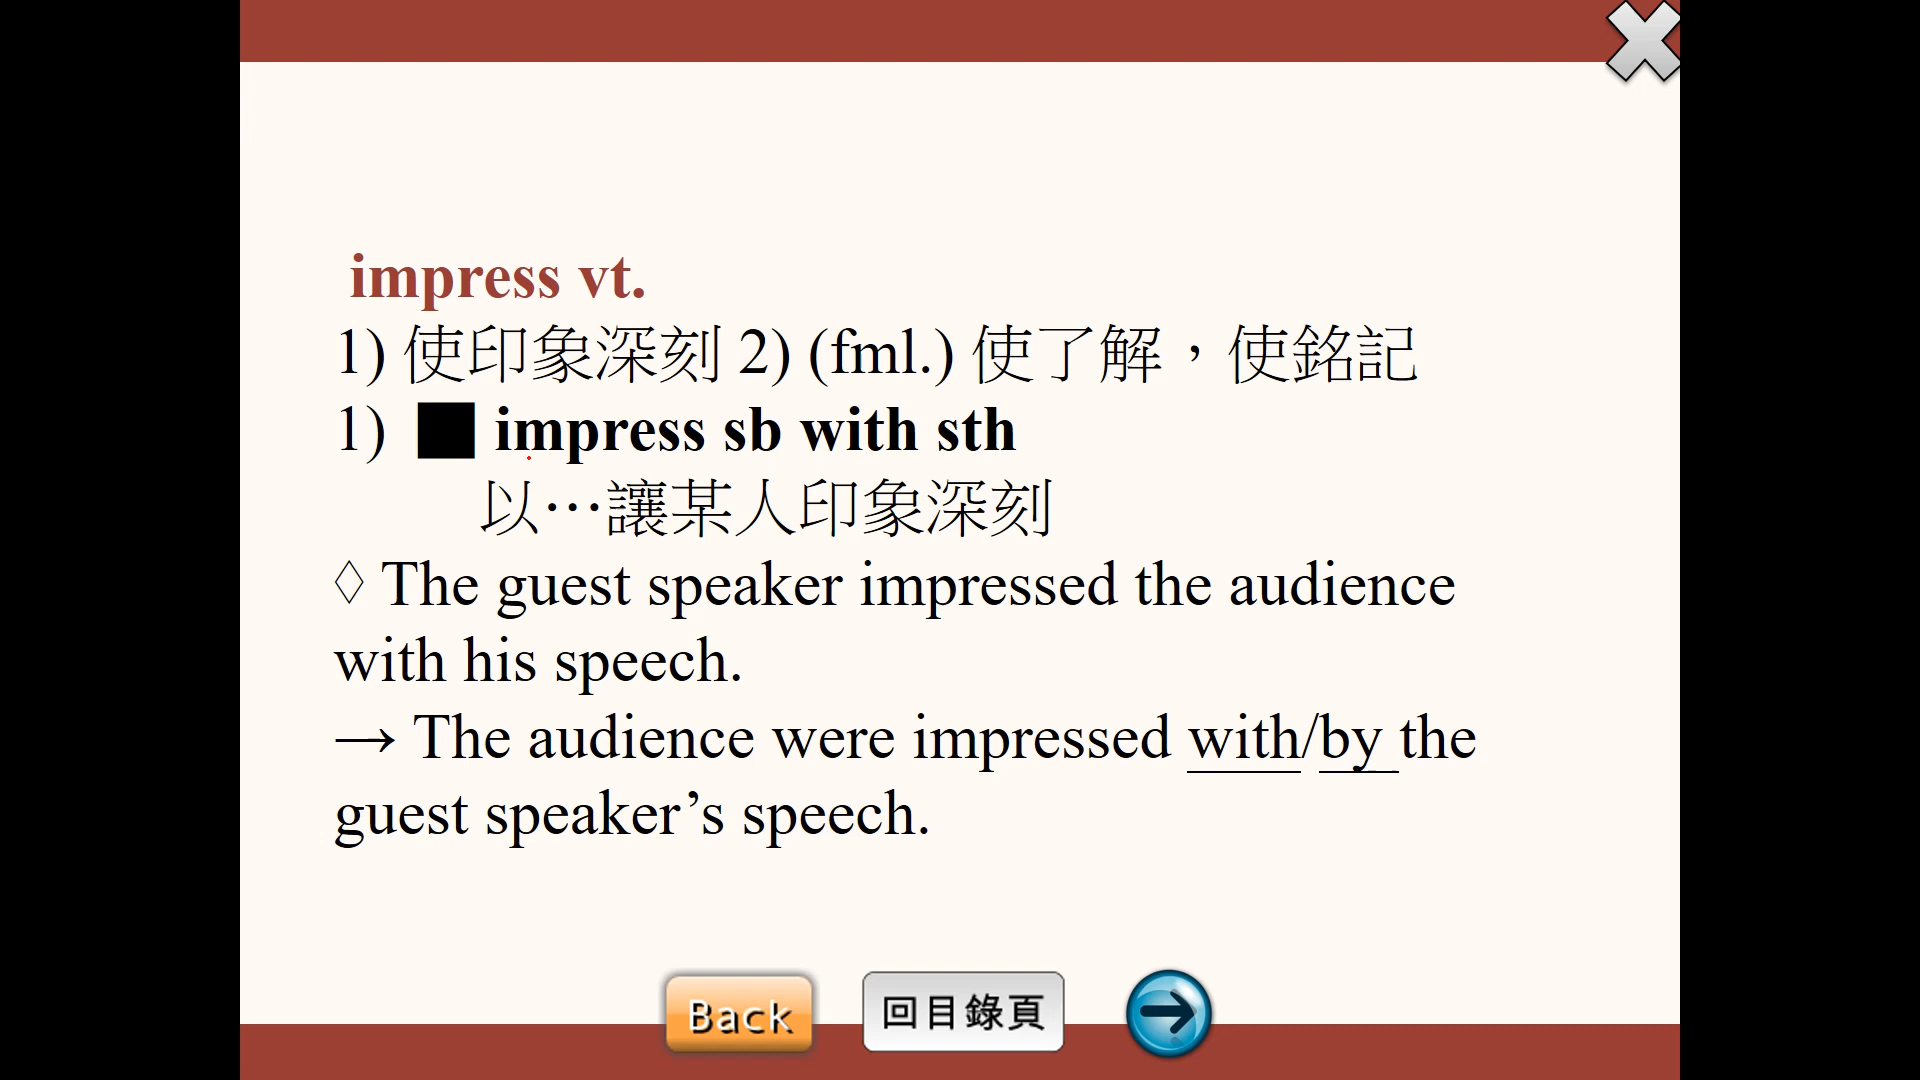 impress vt.
1) 使印象深刻 2) (fml.) 使了解，使銘記
1) ■ impress sb with sth
以…讓某人印象深刻
◊ The guest speaker impressed the audience
with his speech.
→ The audience were impressed with/by the
guest speaker’s speech.
Back
回目錄頁